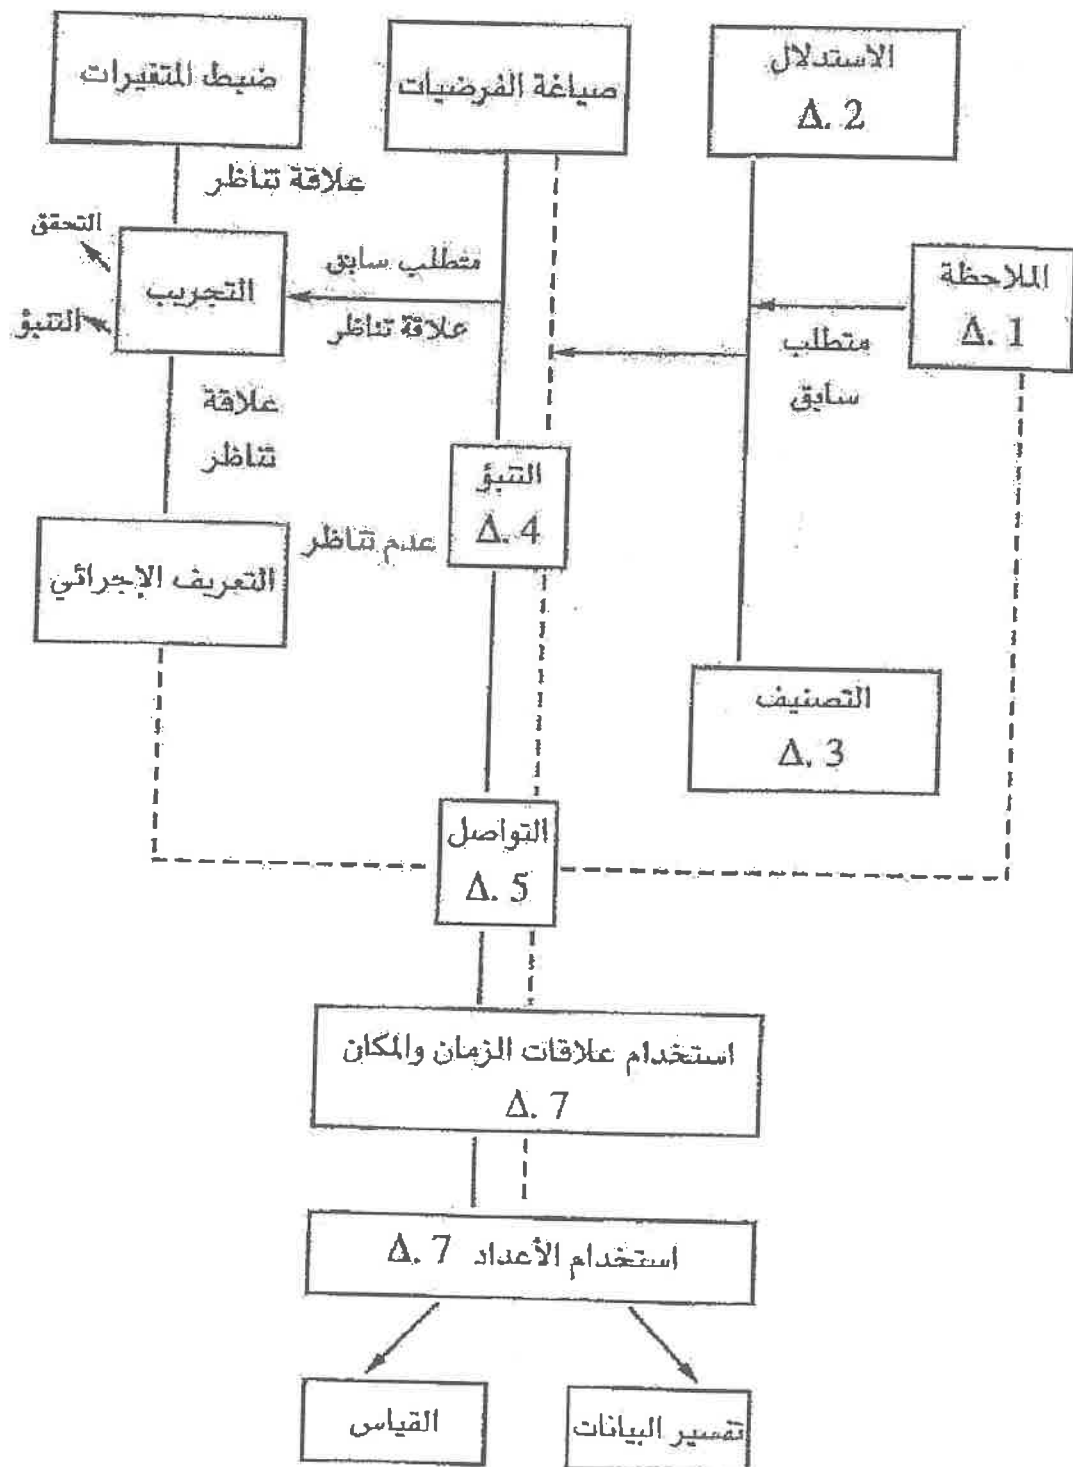 الاستدلال
Δ. 2
صياغة الفرضيات
ضبط المتغيرات
علاقة تناظر
الملاحظة
Δ. 1
متطلب
سابق
متطلب سابق
علاقة تناظر
التحقق
التجريب
التنبؤ
علاقة
تناظر
التنبؤ
Δ. 4
عدم تناظر
التعريف الإجرائي
التصنيف
Δ. 3
التواصل
Δ. 5
استخدام علاقات الزمان والمكان
Δ. 7
استخدام الأعداد Δ. 7
تفسير البيانات
القياس